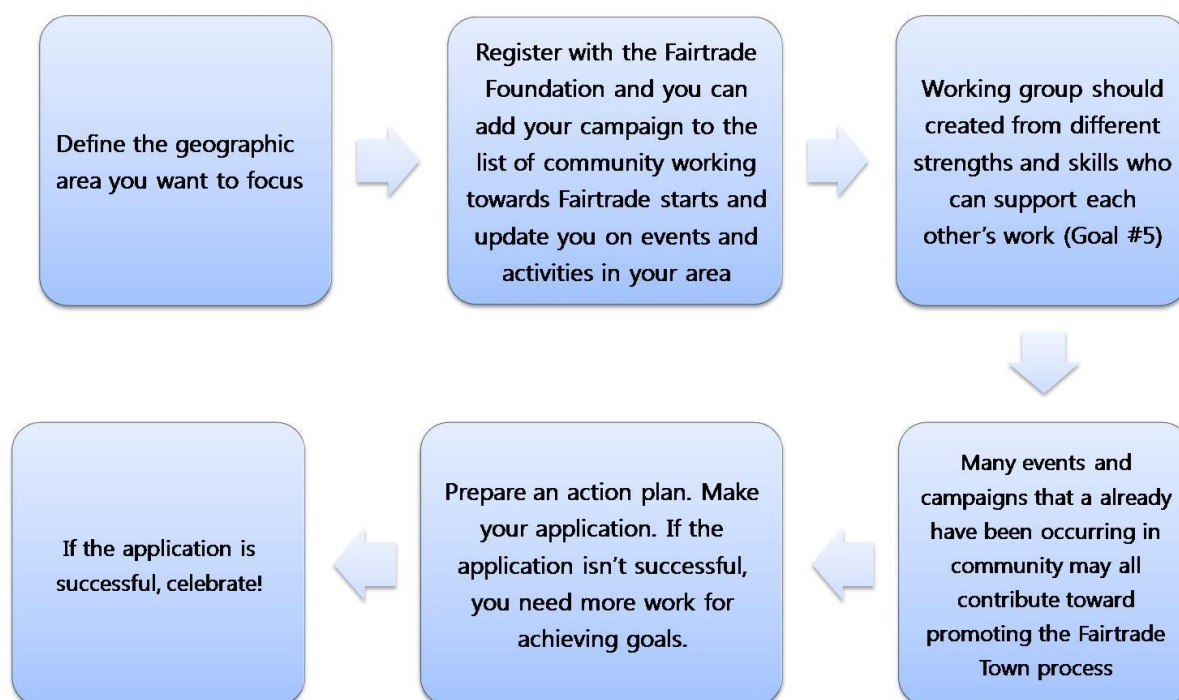 Define the geographic
area you want to focus
Register with the Fairtrade
Foundation and you can
add your campaign to the
list of community working
towards Fairtrade starts and
update you on events and
activities in your area
Working group should
created from different
strengths and skills who
can support each
other's work (Goal #5)
Many events and
campaigns that a already
have been occurring in
community may all
contribute toward
promoting the Fairtrade
Town process
Prepare an action plan. Make
your application. If the
application isn't successful,
you need more work for
achieving goals.
If the application is
successful, celebrate!